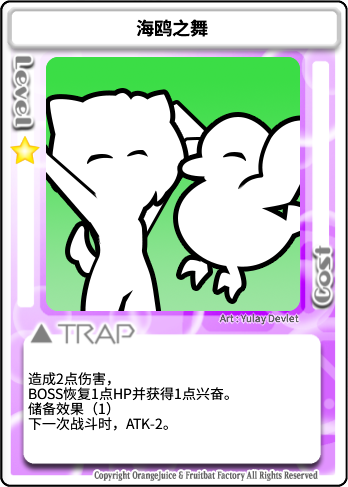 海鸥之舞
Level
Art : Yulay Devlet
Cost
TRAP
造成2点伤害,
BOSS恢复1点HP并获得1点兴奋。
储备效果（1）
下一次战斗时，ATK-2。
Copyright OrangeJuice & Fruitbat Factory All Rights Reserved